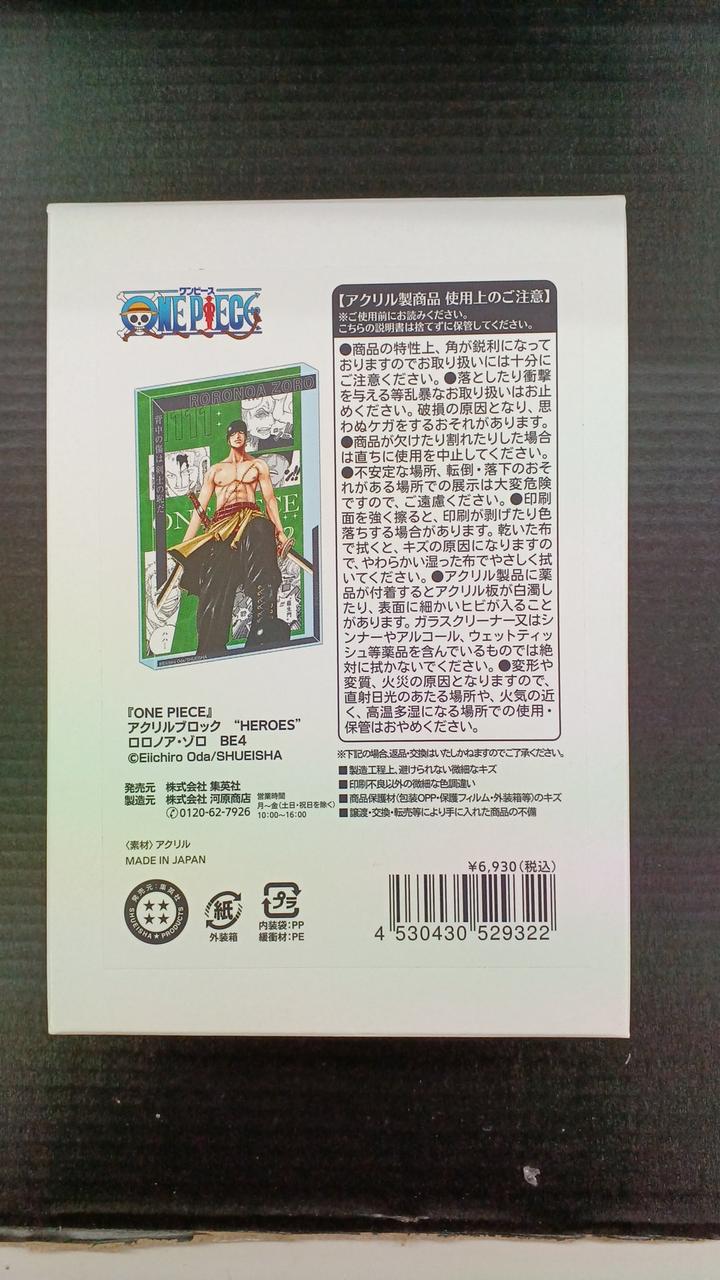 ワンピース
ONE PIECE
RORONOA ZORO
1111
背中の傷は 剣士の恥だ
©Eiichiro Oda/SHUEISHA
『ONE PIECE』
アクリルブロック “HEROES”
ロロノア・ゾロ BE4
©Eiichiro Oda/SHUEISHA
発売元 株式会社 集英社
製造元 株式会社 河原商店
0120-62-7926
営業時間
月～金(土日・祝日を除く)
10:00～16:00
〈素材〉アクリル
MADE IN JAPAN
発売元：集英社
SHUEISHA★PRODUCTS
紙
外装箱
プラ
内装袋：PP
緩衝材：PE
【アクリル製商品 使用上のご注意】
※ご使用前にお読みください。
こちらの説明書は捨てずに保管してください。
●商品の特性上、角が鋭利になって
おりますのでお取り扱いには十分に
ご注意ください。●落としたり衝撃
を与える等乱暴なお取り扱いはお止
めください。破損の原因となり、思
わぬケガをするおそれがあります。
●商品が欠けたり割れたりした場合
は直ちに使用を中止してください。
●不安定な場所、転倒・落下のおそ
れがある場所での展示は大変危険
ですので、ご遠慮ください。●印刷
面を強く擦ると、印刷が剥げたり色
落ちする場合があります。乾いた布
で拭くと、キズの原因になりますの
で、やわらかい湿った布でやさしく拭
いてください。●アクリル製品に薬
品が付着するとアクリル板が白濁し
たり、表面に細かいヒビが入ること
があります。ガラスクリーナー又はシ
ンナーやアルコール、ウェットティッ
シュ等薬品を含んでいるものでは絶
対に拭かないでください。●変形や
変質、火災の原因となりますので、
直射日光のあたる場所や、火気の近
く、高温多湿になる場所での使用・
保管はおやめください。
※下記の場合、返品・交換はいたしかねますのでご了承ください。
■製造工程上、避けられない微細なキズ
■印刷不良以外の微細な色調違い
■商品保護材（包装OPP・保護フィルム・外装箱等）のキズ
■譲渡・交換・転売等により手に入れた商品の不備
¥6,930(税込)
4 530430 529322